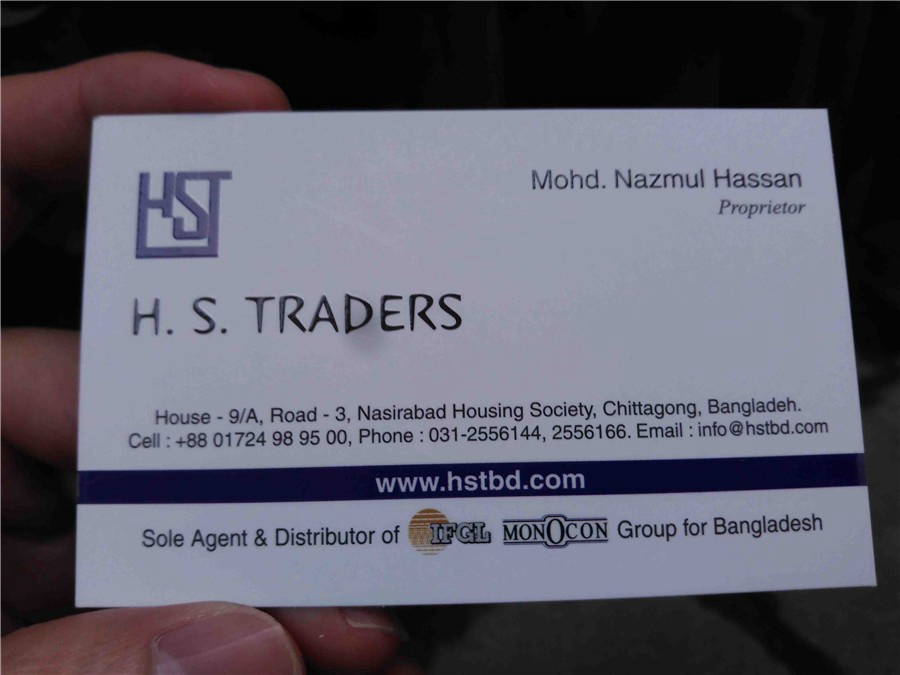 HST
Mohd. Nazmul Hassan
Proprietor
H. S. TRADERS
House - 9/A, Road - 3, Nasirabad Housing Society, Chittagong, Bangladeh.
Cell : +88 01724 98 95 00, Phone : 031-2556144, 2556166. Email : info@hstbd.com
www.hstbd.com
Sole Agent & Distributor of IFGL MONOCON Group for Bangladesh